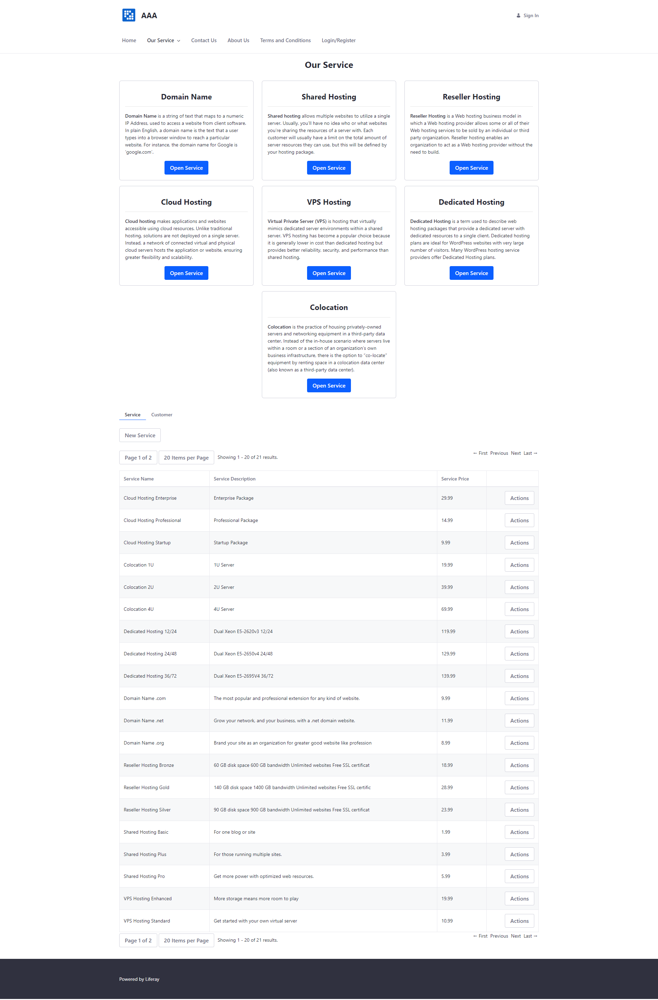 AAA
Sign In
Home Our Service Contact Us About Us Terms and Conditions Login/Register
Our Service
Domain Name
Domain Name is a string of text that maps to a numeric
IP Address, used to access a website from client software.
In plain English, a domain name is the text that a user
types into a browser window to reach a particular
website. For instance, the domain name for Google is
‘google.com’.
Open Service
Shared Hosting
Shared hosting allows multiple websites to utilize a single
server. Usually, you’ll have no idea who or what websites
you’re sharing the resources of a server with. Each
customer will usually have a limit on the total amount of
server resources they can use, but this will be defined by
your hosting package.
Open Service
Reseller Hosting
Reseller Hosting is a Web hosting business model in
which a Web hosting provider allows some or all of their
Web hosting services to be sold by an individual or third
party organization. Reseller hosting enables an
organization to act as a Web hosting provider without the
need to build.
Open Service
Cloud Hosting
Cloud hosting makes applications and websites
accessible using cloud resources. Unlike traditional
hosting, solutions are not deployed on a single server.
Instead, a network of connected virtual and physical
cloud servers hosts the application or website, ensuring
greater flexibility and scalability.
Open Service
VPS Hosting
Virtual Private Server (VPS) is hosting that virtually
mimics dedicated server environments within a shared
server. VPS hosting has become a popular choice because
it is generally lower in cost than dedicated hosting but
provides better reliability, security, and performance than
shared hosting.
Open Service
Dedicated Hosting
Dedicated Hosting is a term used to describe web
hosting packages that provide a dedicated server with
dedicated resources to a single client. Dedicated hosting
plans are ideal for WordPress websites with very large
number of visitors. Many WordPress hosting service
providers offer Dedicated Hosting plans.
Open Service
Colocation
Colocation is the practice of housing privately-owned
servers and networking equipment in a third-party data
center. Instead of the in-house scenario where servers live
within a room or a section of an organization’s own
business infrastructure, there is the option to “co-locate”
equipment by renting space in a colocation data center
(also known as a third-party data center).
Open Service
Service Customer
New Service
Page 1 of 2 20 Items per Page Showing 1 - 20 of 21 results. ← First Previous Next Last →
Service Name Service Description Service Price
Cloud Hosting Enterprise Enterprise Package 29.99 Actions
Cloud Hosting Professional Professional Package 14.99 Actions
Cloud Hosting Startup Startup Package 9.99 Actions
Colocation 1U 1U Server 19.99 Actions
Colocation 2U 2U Server 39.99 Actions
Colocation 4U 4U Server 69.99 Actions
Dedicated Hosting 12/24 Dual Xeon E5-2620v3 12/24 119.99 Actions
Dedicated Hosting 24/48 Dual Xeon E5-2650v4 24/48 129.99 Actions
Dedicated Hosting 36/72 Dual Xeon E5-2695V4 36/72 139.99 Actions
Domain Name .com The most popular and professional extension for any kind of website. 9.99 Actions
Domain Name .net Grow your network, and your business, with a .net domain website. 11.99 Actions
Domain Name .org Brand your site as an organization for greater good website like profession 8.99 Actions
Reseller Hosting Bronze 60 GB disk space 600 GB bandwidth Unlimited websites Free SSL certificat 18.99 Actions
Reseller Hosting Gold 140 GB disk space 1400 GB bandwidth Unlimited websites Free SSL certific 28.99 Actions
Reseller Hosting Silver 90 GB disk space 900 GB bandwidth Unlimited websites Free SSL certificat 23.99 Actions
Shared Hosting Basic For one blog or site 1.99 Actions
Shared Hosting Plus For those running multiple sites. 3.99 Actions
Shared Hosting Pro Get more power with optimized web resources. 5.99 Actions
VPS Hosting Enhanced More storage means more room to play 19.99 Actions
VPS Hosting Standard Get started with your own virtual server 10.99 Actions
Page 1 of 2 20 Items per Page Showing 1 - 20 of 21 results. ← First Previous Next Last →
Powered by Liferay